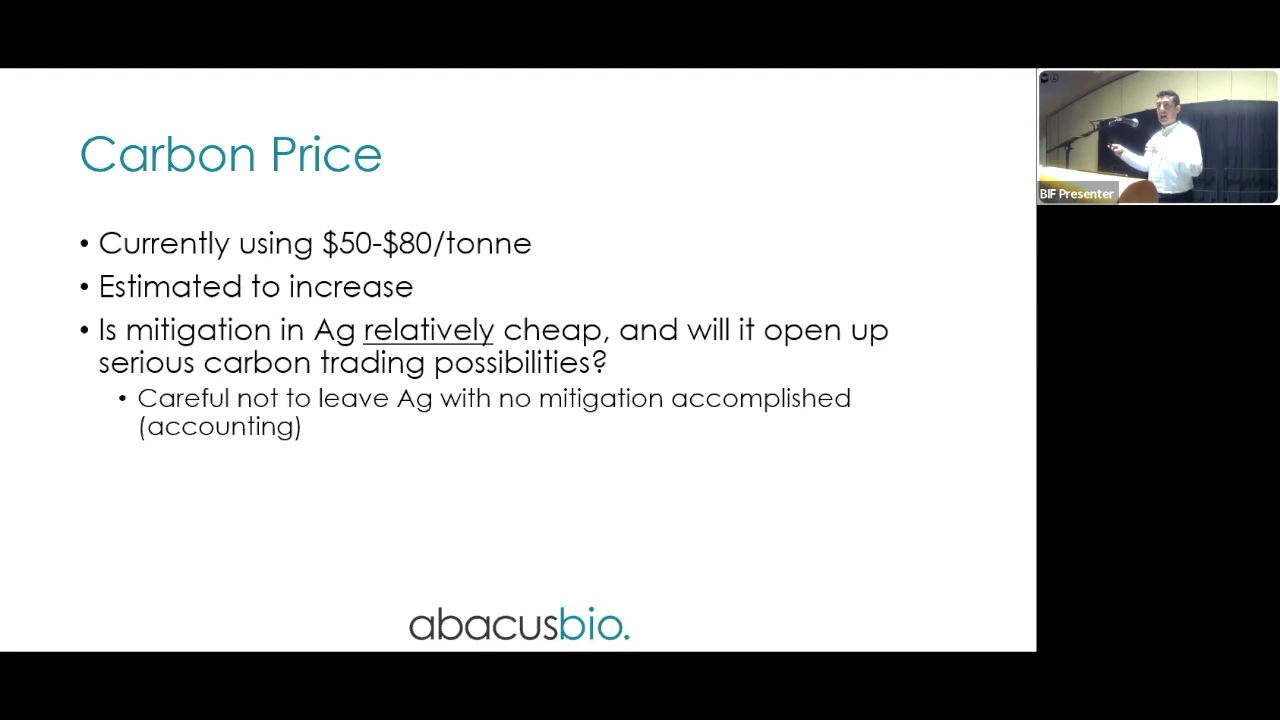 Carbon Price
• Currently using $50-$80/tonne
• Estimated to increase
• Is mitigation in Ag relatively cheap, and will it open up
serious carbon trading possibilities?
• Careful not to leave Ag with no mitigation accomplished
(accounting)
abacusbio.
BIF Presenter